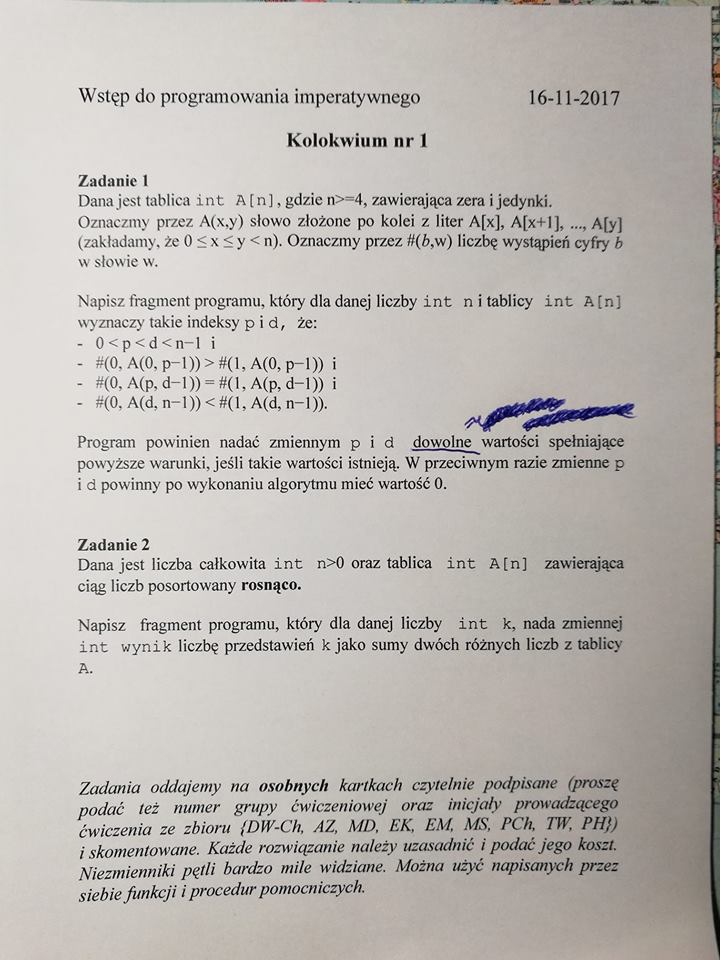 Wstęp do programowania imperatywnego 16-11-2017
Kolokwium nr 1
Zadanie 1
Dana jest tablica int A[n], gdzie n>=4, zawierająca zera i jedynki.
Oznaczmy przez A(x,y) słowo złożone po kolei z liter A[x], A[x+1], ..., A[y]
(zakładamy, że 0 ≤ x ≤ y < n). Oznaczmy przez #(b,w) liczbę wystąpień cyfry b
w słowie w.
Napisz fragment programu, który dla danej liczby int n i tablicy int A[n]
wyznaczy takie indeksy p i d, że:
- 0 < p < d < n−1 i
- #(0, A(0, p−1)) > #(1, A(0, p−1)) i
- #(0, A(p, d−1)) = #(1, A(p, d−1)) i
- #(0, A(d, n−1)) < #(1, A(d, n−1)).
Program powinien nadać zmiennym p i d dowolne wartości spełniające
powyższe warunki, jeśli takie wartości istnieją. W przeciwnym razie zmienne p
i d powinny po wykonaniu algorytmu mieć wartość 0.
Zadanie 2
Dana jest liczba całkowita int n>0 oraz tablica int A[n] zawierająca
ciąg liczb posortowany rosnąco.
Napisz fragment programu, który dla danej liczby int k, nada zmiennej
int wynik liczbę przedstawień k jako sumy dwóch różnych liczb z tablicy
A.
Zadania oddajemy na osobnych kartkach czytelnie podpisane (proszę
podać też numer grupy ćwiczeniowej oraz inicjały prowadzącego
ćwiczenia ze zbioru {DW-Ch, AZ, MD, EK, EM, MS, PCh, TW, PH})
i skomentowane. Każde rozwiązanie należy uzasadnić i podać jego koszt.
Niezmienniki pętli bardzo mile widziane. Można użyć napisanych przez
siebie funkcji i procedur pomocniczych.